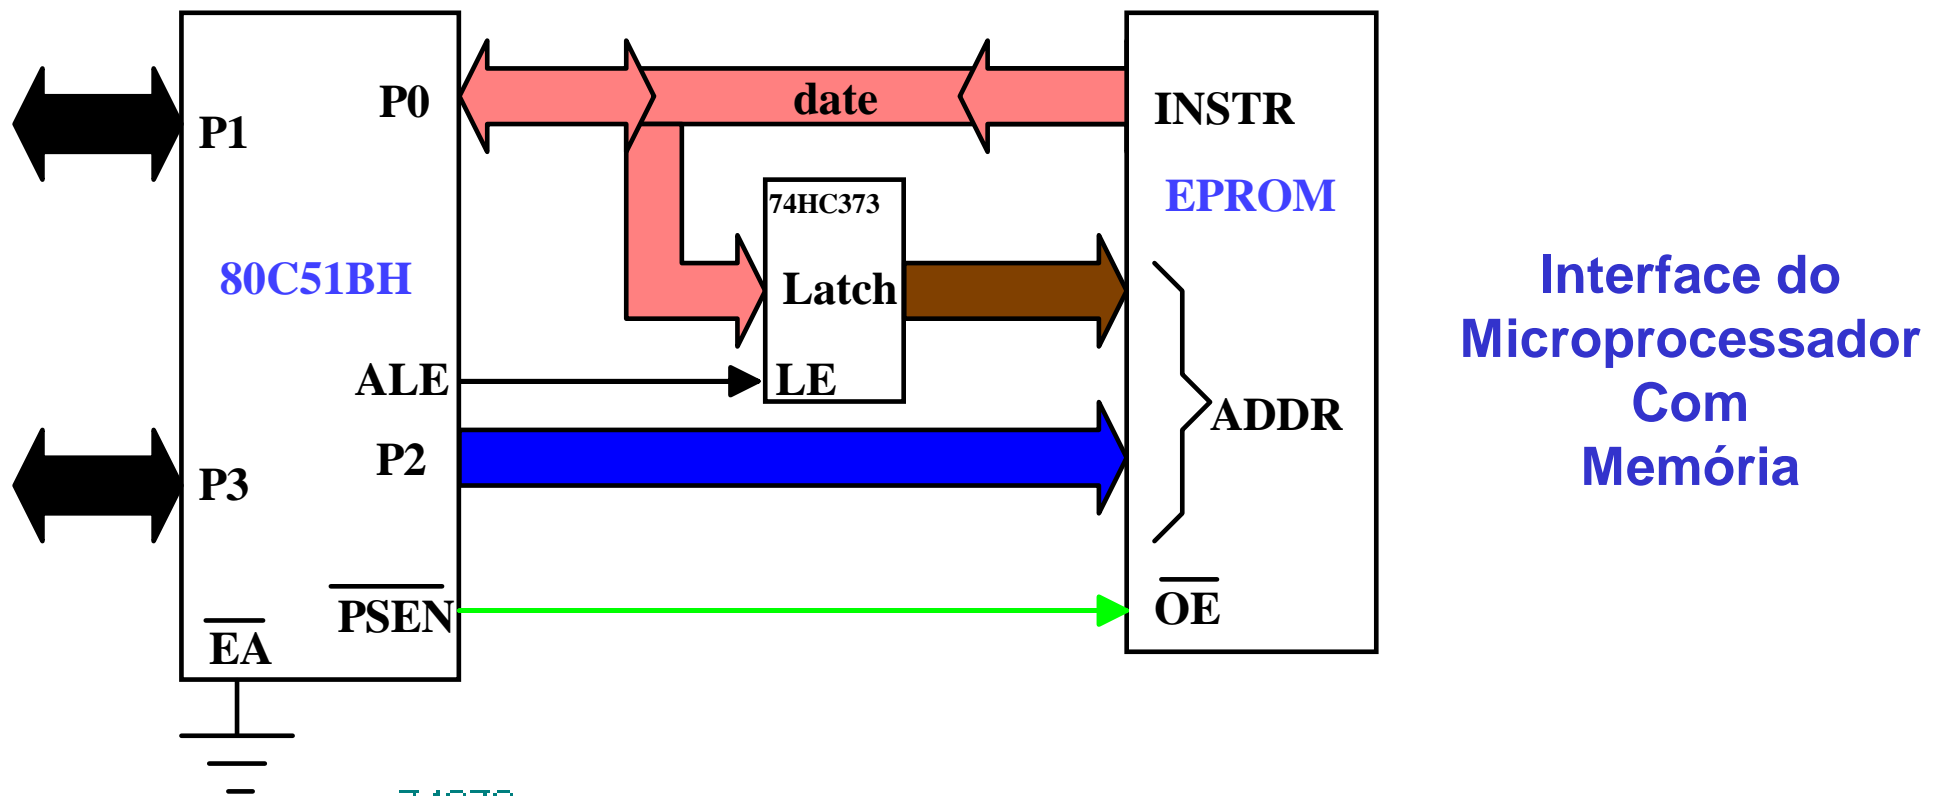 P0
date
INSTR
P1
EPROM
74HC373
80C51BH
Latch
Interface do
Microprocessador
Com
Memória
ALE
LE
ADDR
P2
P3
PSEN
OE
EA